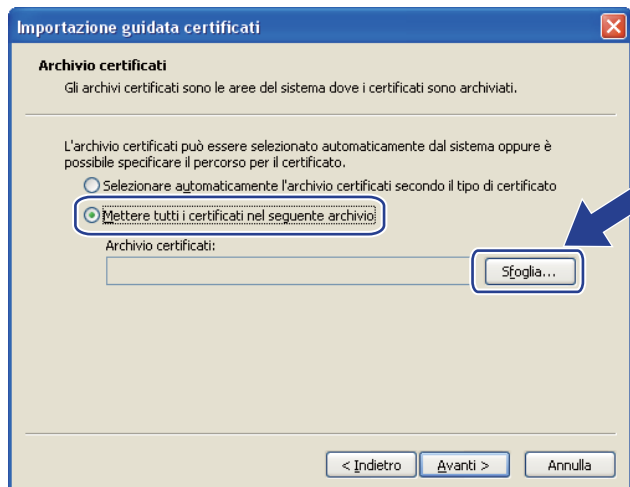 Importazione guidata certificati
Archivio certificati
Gli archivi certificati sono le aree del sistema dove i certificati sono archiviati.
L'archivio certificati può essere selezionato automaticamente dal sistema oppure è
possibile specificare il percorso per il certificato.
Selezionare automaticamente l'archivio certificati secondo il tipo di certificato
Mettere tutti i certificati nel seguente archivio
Archivio certificati:
Sfoglia...
< Indietro Avanti > Annulla